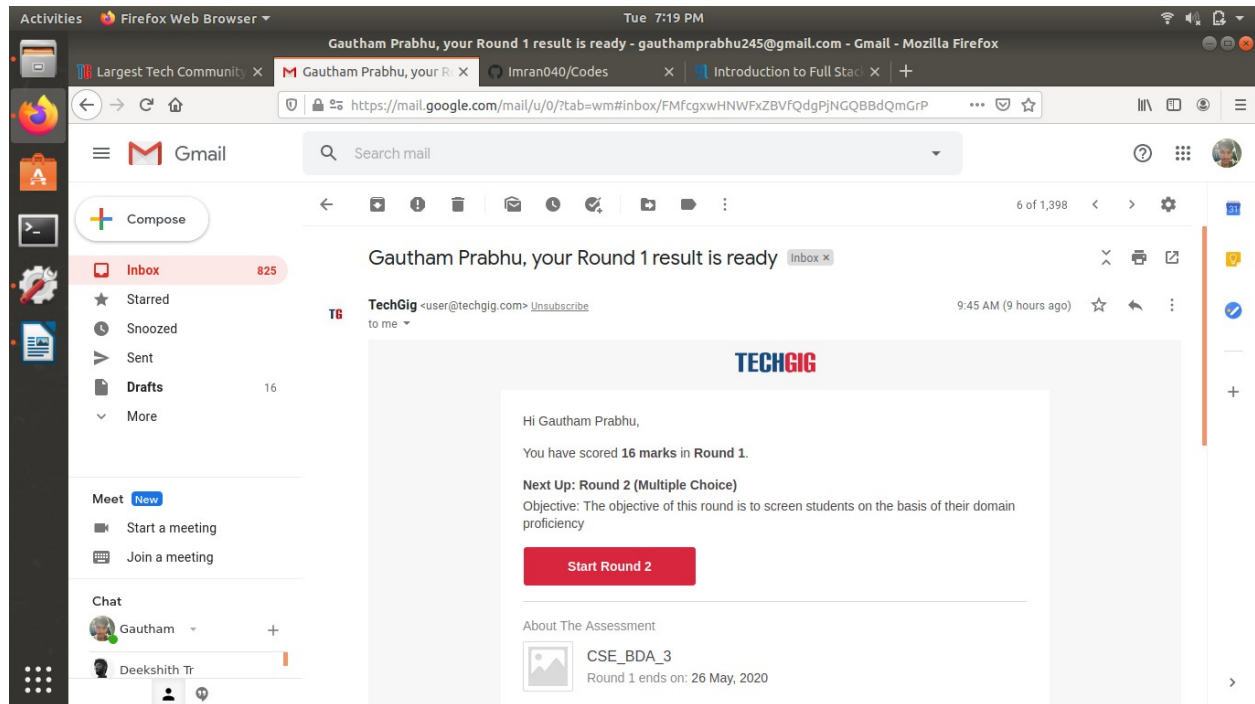 Activities Firefox Web Browser Tue 7:19 PM
Gautham Prabhu, your Round 1 result is ready - gauthamprabhu245@gmail.com - Gmail - Mozilla Firefox
Largest Tech Community Gautham Prabhu, your R Imran040/Codes Introduction to Full Stac
https://mail.google.com/mail/u/0/?tab=wm#inbox/FMfcgxwHNWFxZBVfQdgPjNGQBBdQmGrP
Gmail Search mail
Compose 6 of 1,398
Gautham Prabhu, your Round 1 result is ready Inbox ×
Inbox 825
Starred
Snoozed
Sent
Drafts 16
More
TG TechGig <user@techgig.com> Unsubscribe 9:45 AM (9 hours ago)
to me
TECHGIG
Hi Gautham Prabhu,
You have scored 16 marks in Round 1.
Next Up: Round 2 (Multiple Choice)
Objective: The objective of this round is to screen students on the basis of their domain
proficiency
Start Round 2
About The Assessment
CSE_BDA_3
Round 1 ends on: 26 May, 2020
Meet New
Start a meeting
Join a meeting
Chat
Gautham
Deekshith Tr
31